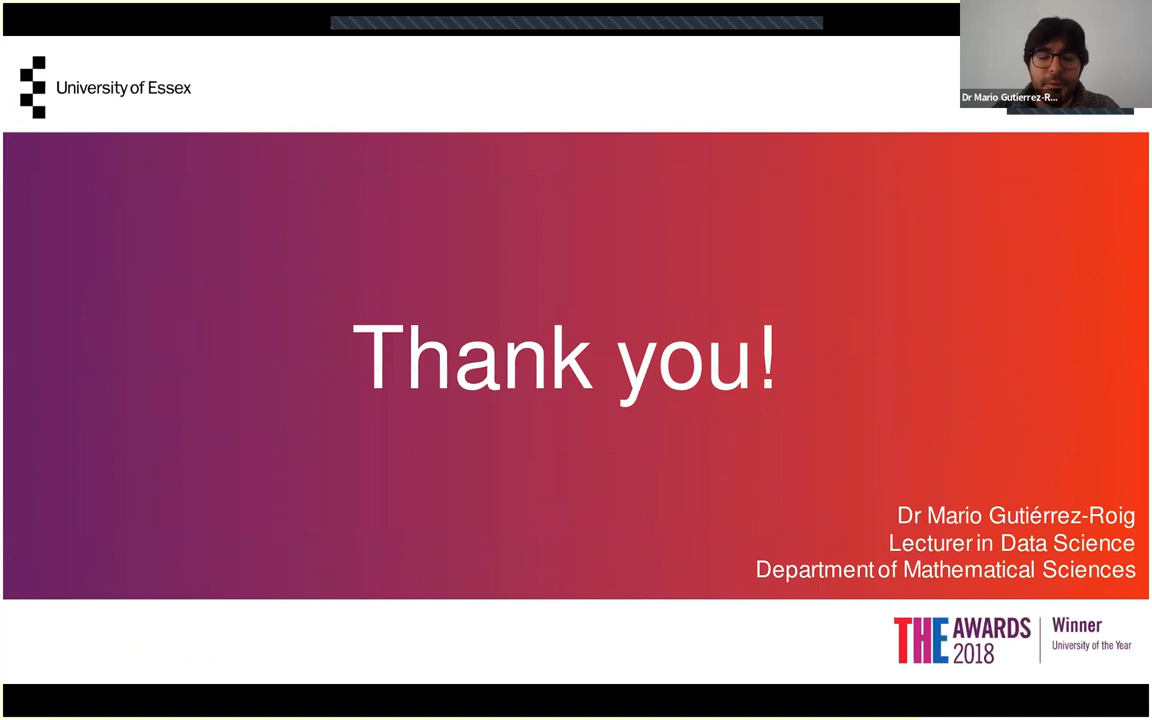 University of Essex
Dr Mario Gutierrez-R...
Thank you!
Dr Mario Gutiérrez-Roig
Lecturer in Data Science
Department of Mathematical Sciences
THE AWARDS 2018
Winner
University of the Year